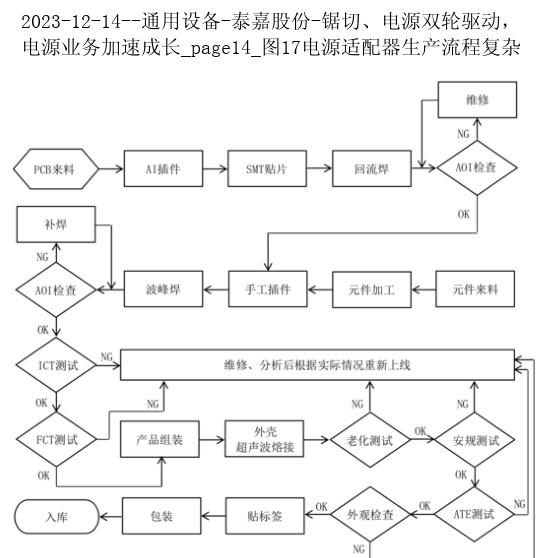 2023-12-14--通用设备-泰嘉股份-锯切、电源双轮驱动，
电源业务加速成长_page14_图17电源适配器生产流程复杂
维修
NG
PCB来料
AI插件
SMT贴片
回流焊
AOI检查
OK
补焊
NG
AOI检查
波峰焊
手工插件
元件加工
元件来料
OK
ICT测试
NG
维修、分析后根据实际情况重新上线
OK
NG
NG
NG
FCT测试
产品组装
外壳
超声波熔接
老化测试
OK
安规测试
OK
OK
入库
包装
贴标签
OK
外观检查
OK
ATE测试
NG
NG